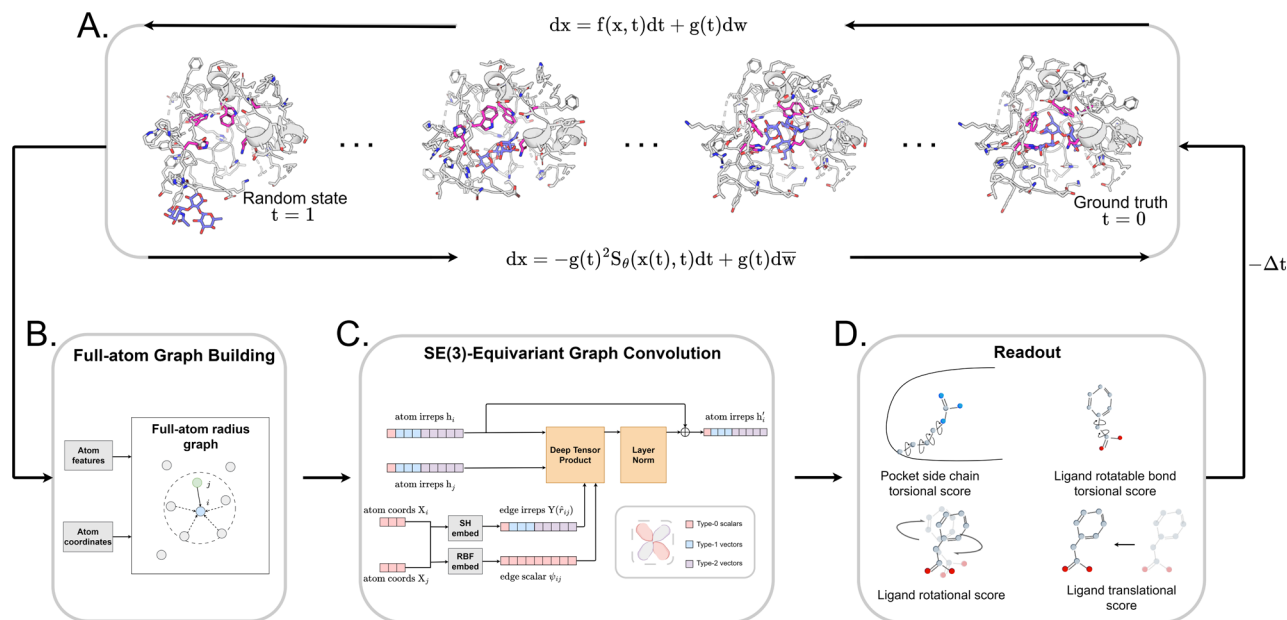 A.
dx = f(x, t)dt + g(t)dw
Random state
t = 1
Ground truth
t = 0
dx = −g(t)²S_θ(x(t), t)dt + g(t)dw̅
−Δt
B.
Full-atom Graph Building
Atom
features
Atom
coordinates
Full-atom radius
graph
j
i
C.
SE(3)-Equivariant Graph Convolution
atom irreps h_i
atom irreps h_j
Deep Tensor
Product
Layer
Norm
atom irreps h′_i
atom coords X_i
atom coords X_j
SH
embed
RBF
embed
edge irreps Y(r̂_ij)
edge scalar ψ_ij
Type-0 scalars
Type-1 vectors
Type-2 vectors
D.
Readout
Pocket side chain
torsional score
Ligand rotatable bond
torsional score
Ligand rotational score
Ligand translational
score